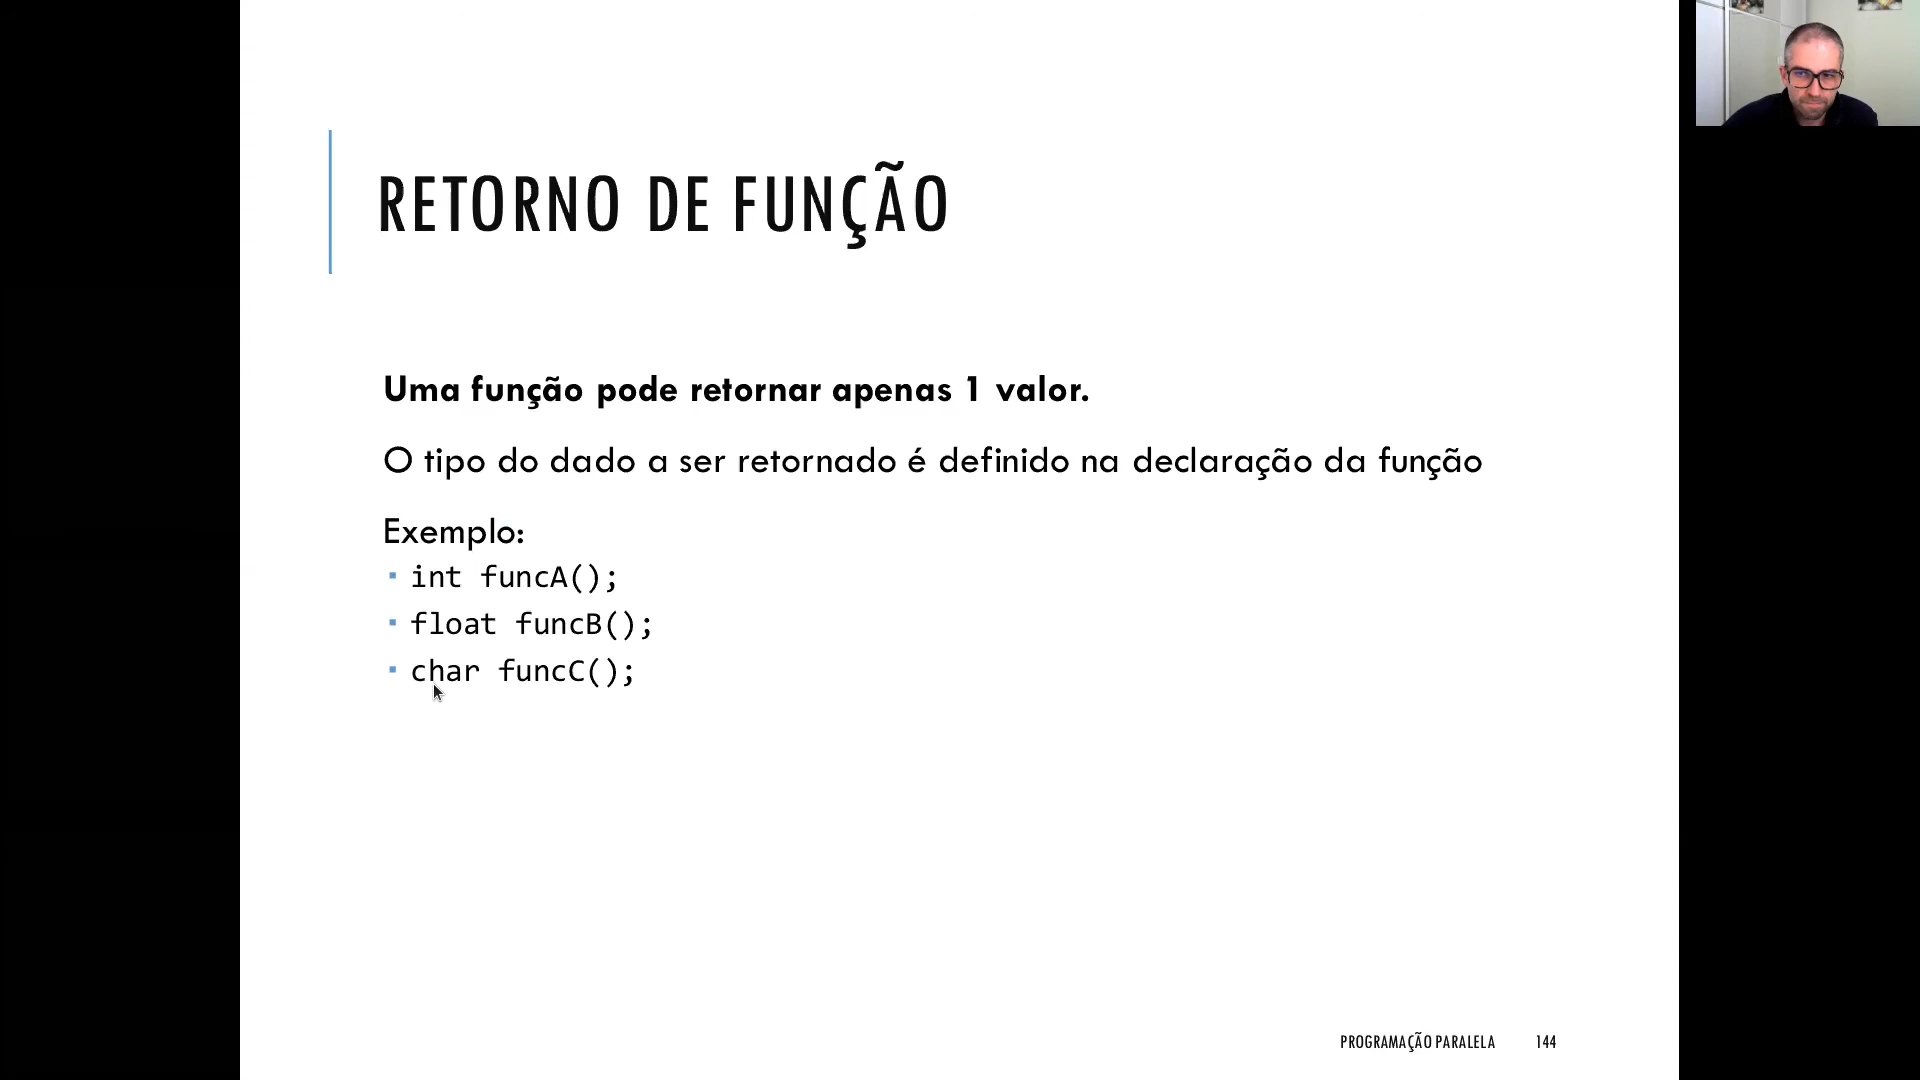 RETORNO DE FUNÇÃO
Uma função pode retornar apenas 1 valor.
O tipo do dado a ser retornado é definido na declaração da função
Exemplo:
▪ int funcA();
▪ float funcB();
▪ char funcC();
PROGRAMAÇÃO PARALELA 144